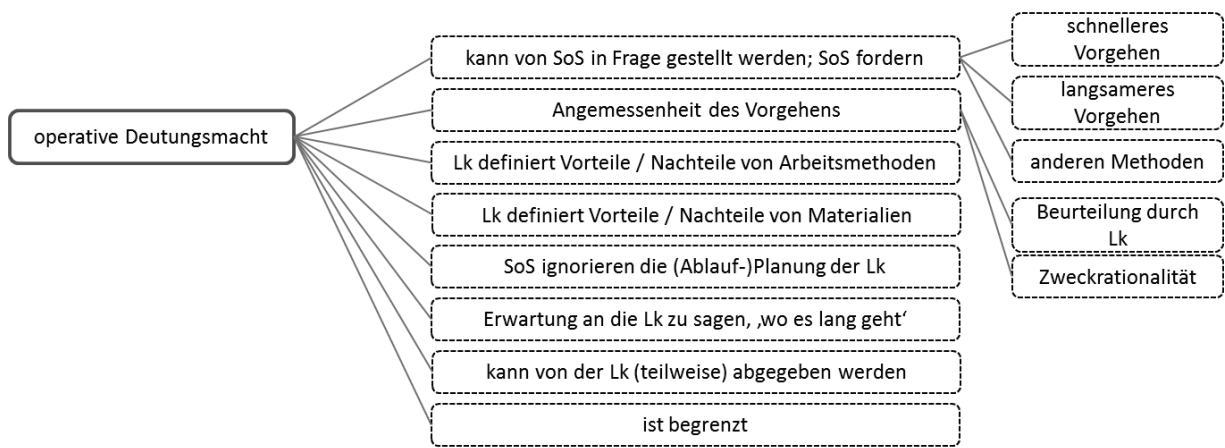 operative Deutungsmacht
kann von SoS in Frage gestellt werden; SoS fordern
schnelleres
Vorgehen
langsameres
Vorgehen
anderen Methoden
Angemessenheit des Vorgehens
Beurteilung durch
Lk
Zweckrationalität
Lk definiert Vorteile / Nachteile von Arbeitsmethoden
Lk definiert Vorteile / Nachteile von Materialien
SoS ignorieren die (Ablauf-)Planung der Lk
Erwartung an die Lk zu sagen, ‚wo es lang geht‘
kann von der Lk (teilweise) abgegeben werden
ist begrenzt